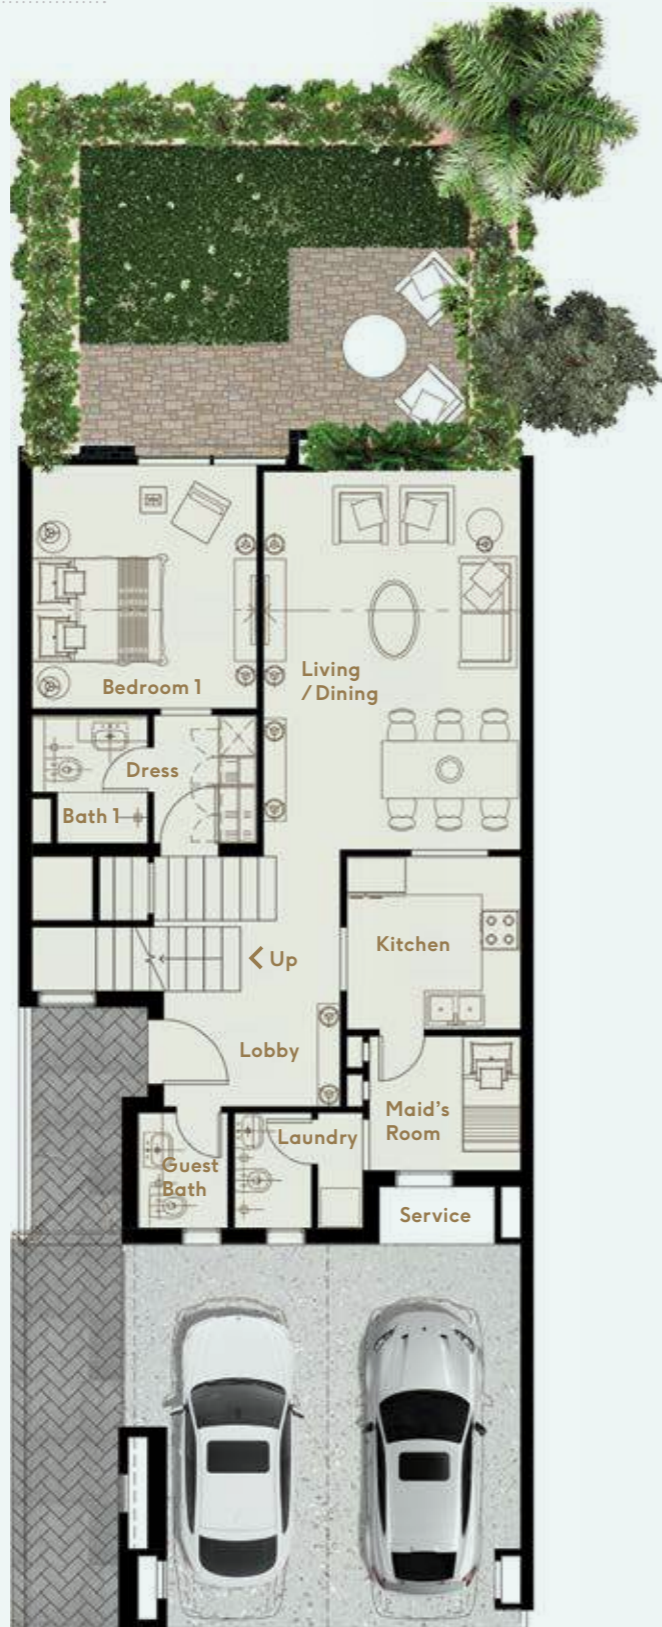 Bedroom 1
Living
/ Dining
Dress
Bath 1
Kitchen
< Up
Lobby
Maid's
Room
Laundry
Guest
Bath
Service